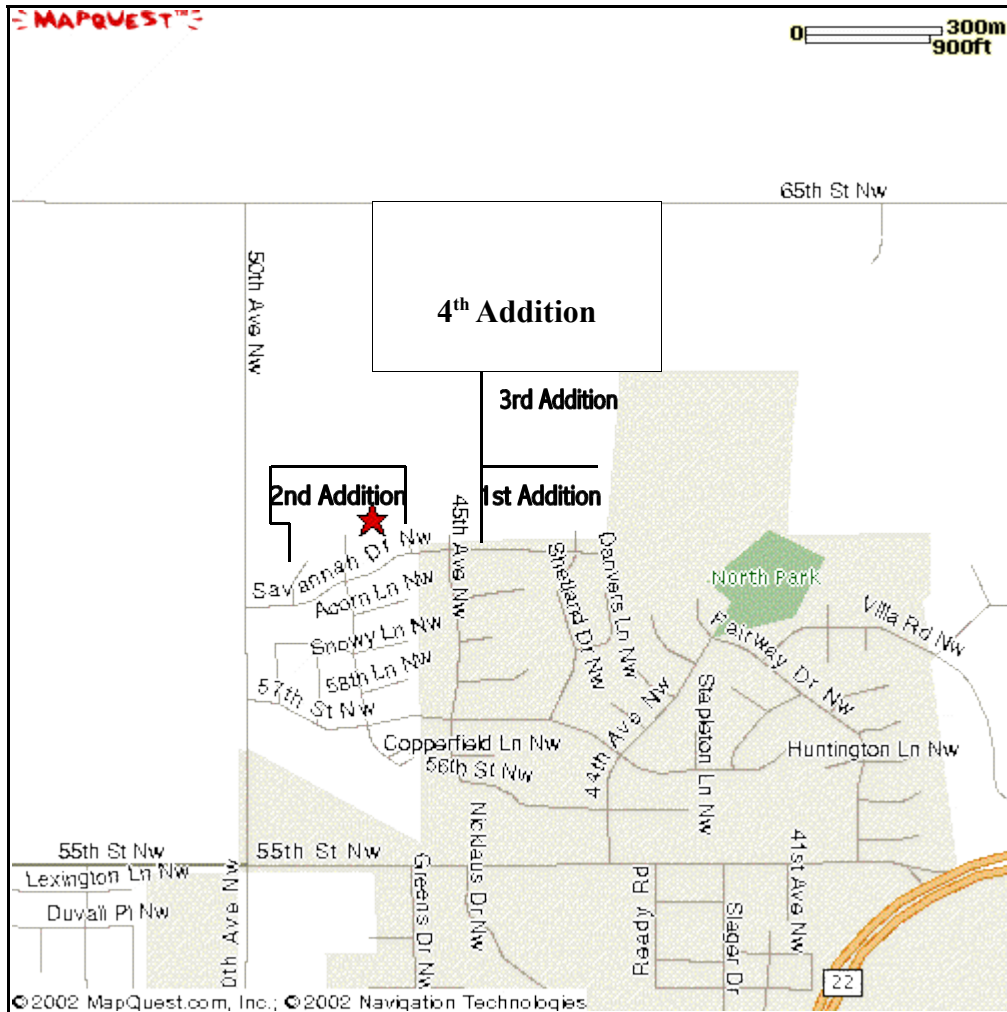 MAPQUEST™
0 300m
900ft
65th St Nw
50th Ave Nw
4th Addition
3rd Addition
2nd Addition
1st Addition
45th Ave Nw
Savannah Dr Nw
Acorn Ln Nw
Snowy Ln Nw
58th Ln Nw
57th St Nw
Shetland Dr Nw
Danvers Ln Nw
North Park
Fairway Dr Nw
Villa Rd Nw
44th Ave Nw
Stapleton Ln Nw
Copperfield Ln Nw
56th St Nw
Huntington Ln Nw
55th St Nw
55th St Nw
Lexington Ln Nw
Duvall Pl Nw
0th Ave Nw
Greens Dr Nw
Nicklaus Dr Nw
Reedy Rd
Slager Dr
41st Ave Nw
22
©2002 MapQuest.com, Inc.; ©2002 Navigation Technologies